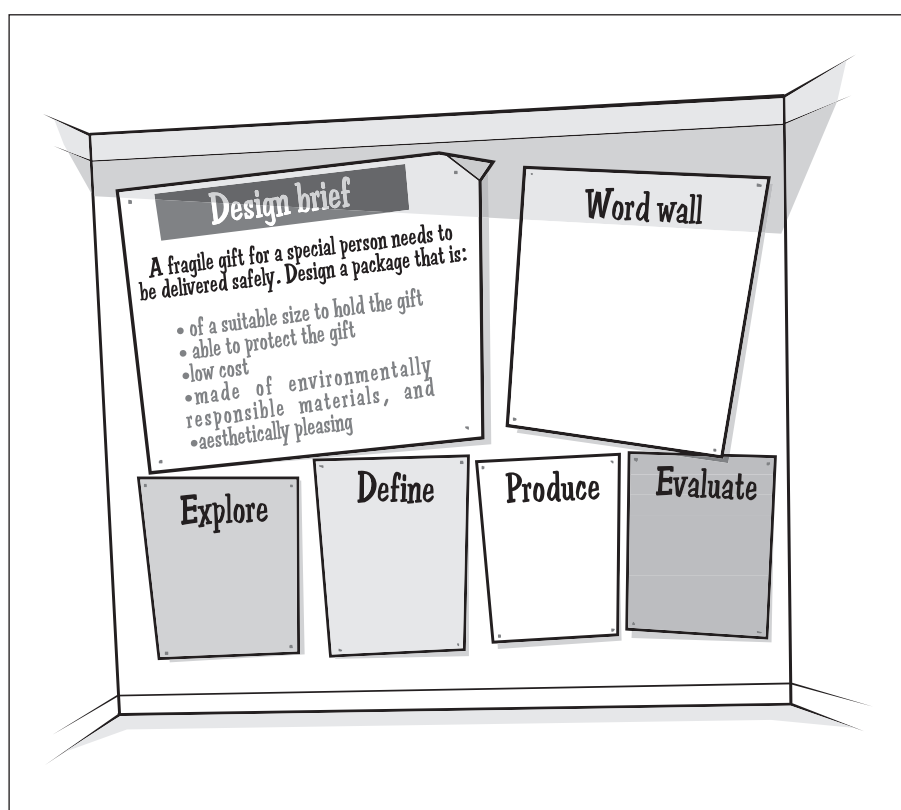 Design brief
A fragile gift for a special person needs to
be delivered safely. Design a package that is:
• of a suitable size to hold the gift
• able to protect the gift
•low cost
•made of environmentally
responsible materials, and
•aesthetically pleasing
Word wall
Explore
Define
Produce
Evaluate